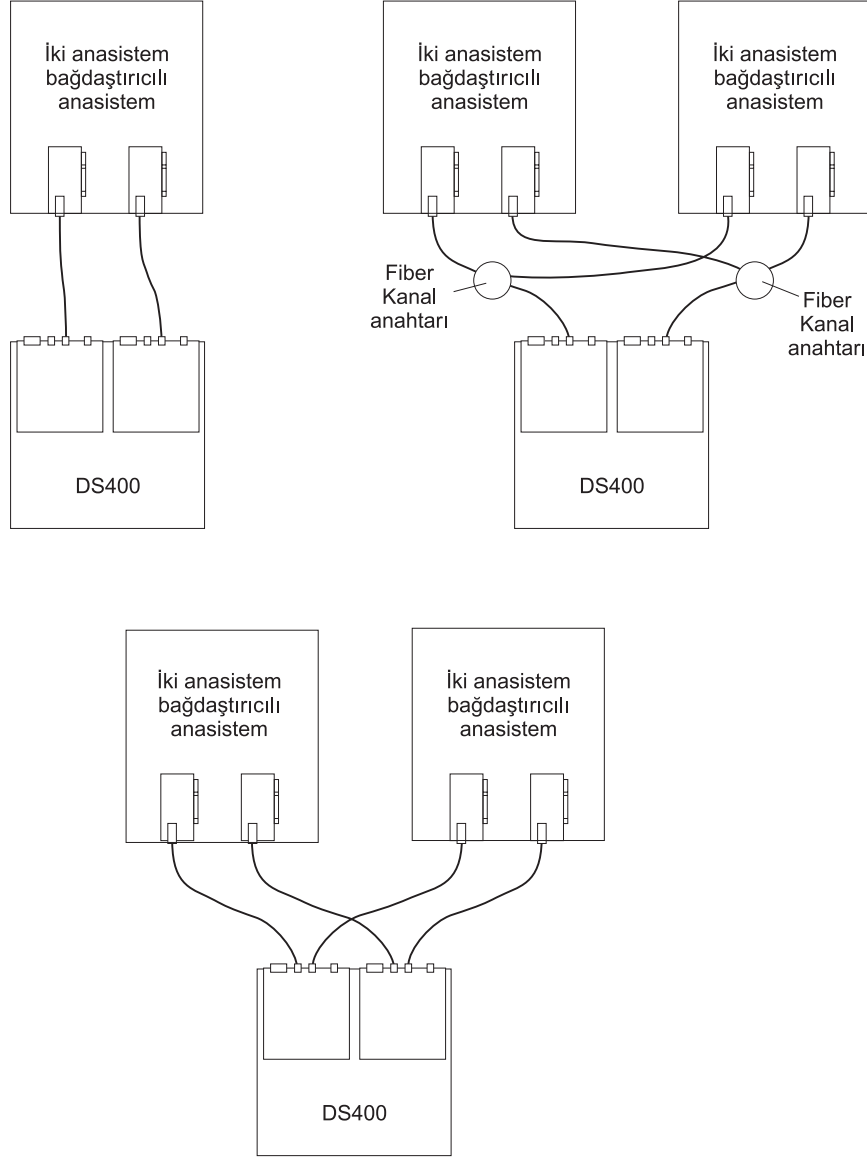 İki anasistem
bağdaştırıcılı
anasistem
İki anasistem
bağdaştırıcılı
anasistem
İki anasistem
bağdaştırıcılı
anasistem
Fiber
Kanal
anahtarı
Fiber
Kanal
anahtarı
DS400
DS400
İki anasistem
bağdaştırıcılı
anasistem
İki anasistem
bağdaştırıcılı
anasistem
DS400